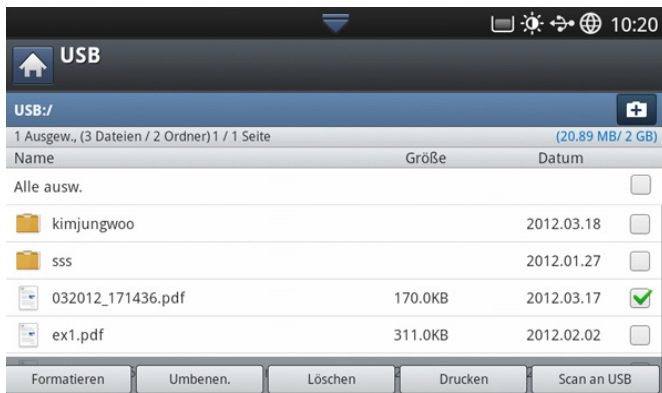 10:20
USB
USB:/
1 Ausgew., (3 Dateien / 2 Ordner) 1 / 1 Seite (20.89 MB/ 2 GB)
Name Größe Datum
Alle ausw.
kimjungwoo 2012.03.18
sss 2012.01.27
032012_171436.pdf 170.0KB 2012.03.17
ex1.pdf 311.0KB 2012.02.02
Formatieren Umbenen. Löschen Drucken Scan an USB